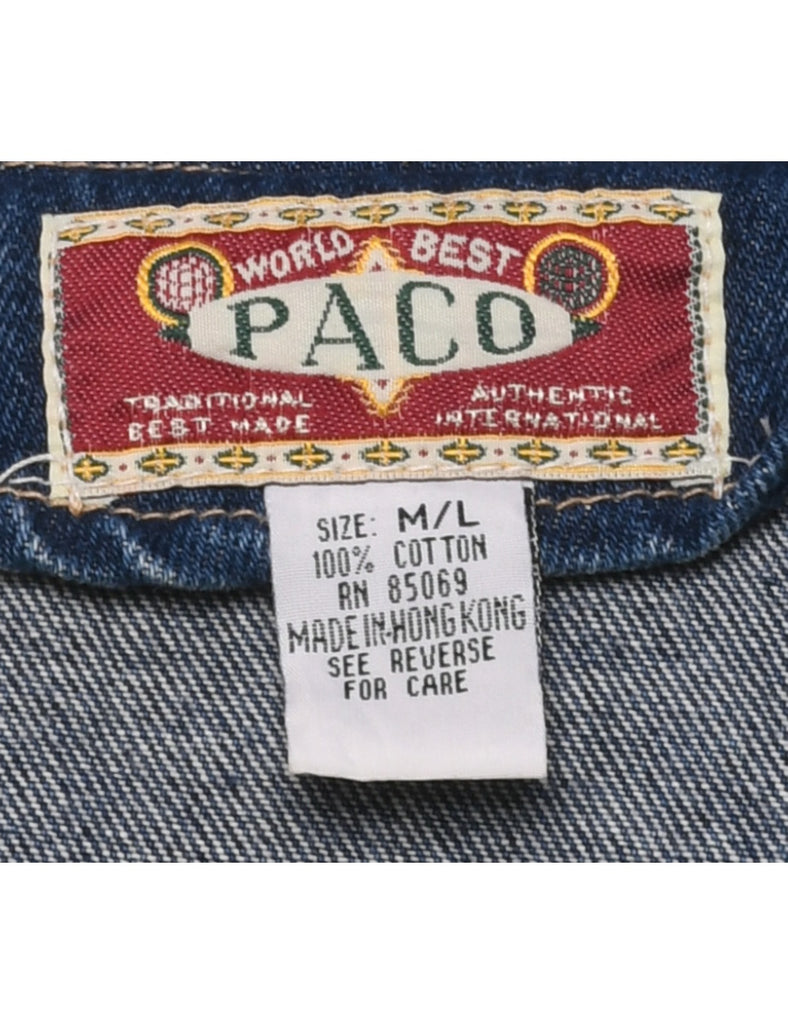 WORLD BEST
PACO
TRADITIONAL
BEST MADE
AUTHENTIC
INTERNATIONAL
SIZE: M/L
100% COTTON
RN 85069
MADE IN HONG KONG
SEE REVERSE
FOR CARE